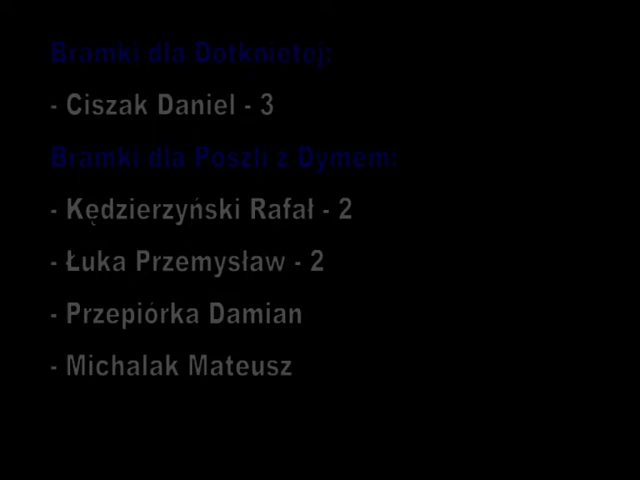 Bramki dla Dotkniętej:
- Ciszak Daniel - 3
Bramki dla Poszli z Dymem:
- Kędzierzyński Rafał - 2
- Łuka Przemysław - 2
- Przepiórka Damian
- Michalak Mateusz